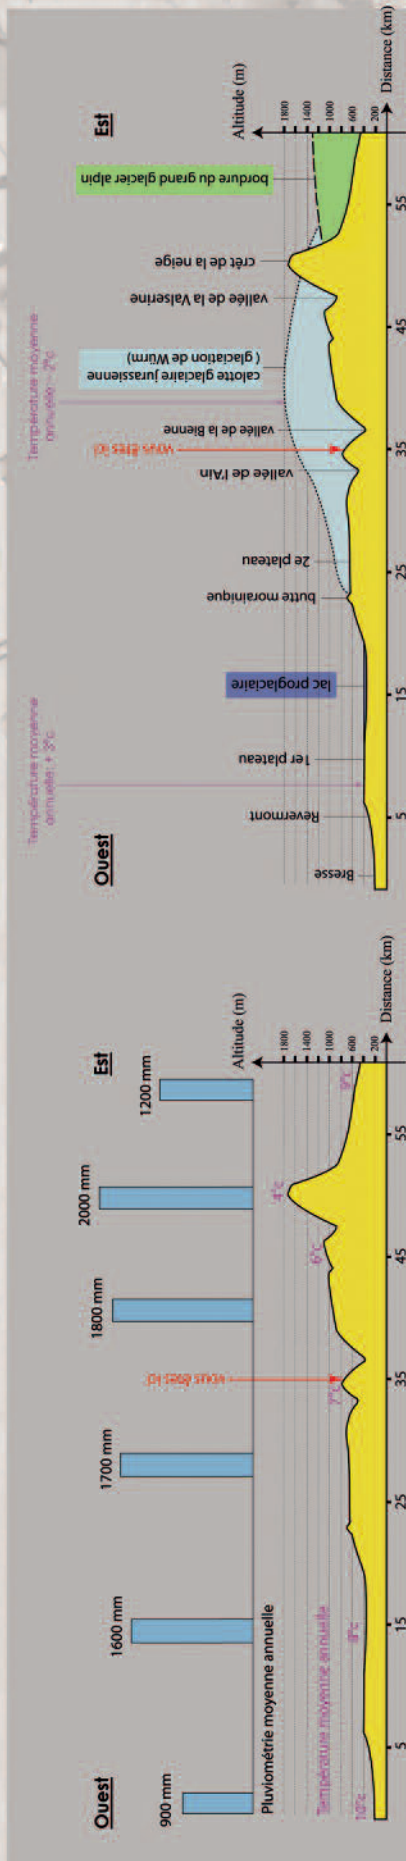 Ouest
Est
900 mm
1600 mm
1700 mm
1800 mm
2000 mm
1200 mm
Pluviométrie moyenne annuelle
Altitude (m)
vous êtes ici
Température moyenne annuelle
10°c
8°c
7°c
6°c
4°c
9°c
1800
1400
1000
600
200
5
15
25
35
45
55
Distance (km)
Ouest
Est
Température moyenne
annuelle: + 3°c
Température moyenne
annuelle: - 2°c
Altitude (m)
Bresse
Revermont
1er plateau
lac proglaciaire
butte morainique
2e plateau
vallée de l'Ain
vous êtes ici
vallée de la Bienne
calotte glaciaire jurassienne
( glaciation de Würm)
vallée de la Valserine
crêt de la neige
bordure du grand glacier alpin
1800
1400
1000
600
200
5
15
25
35
45
55
Distance (km)